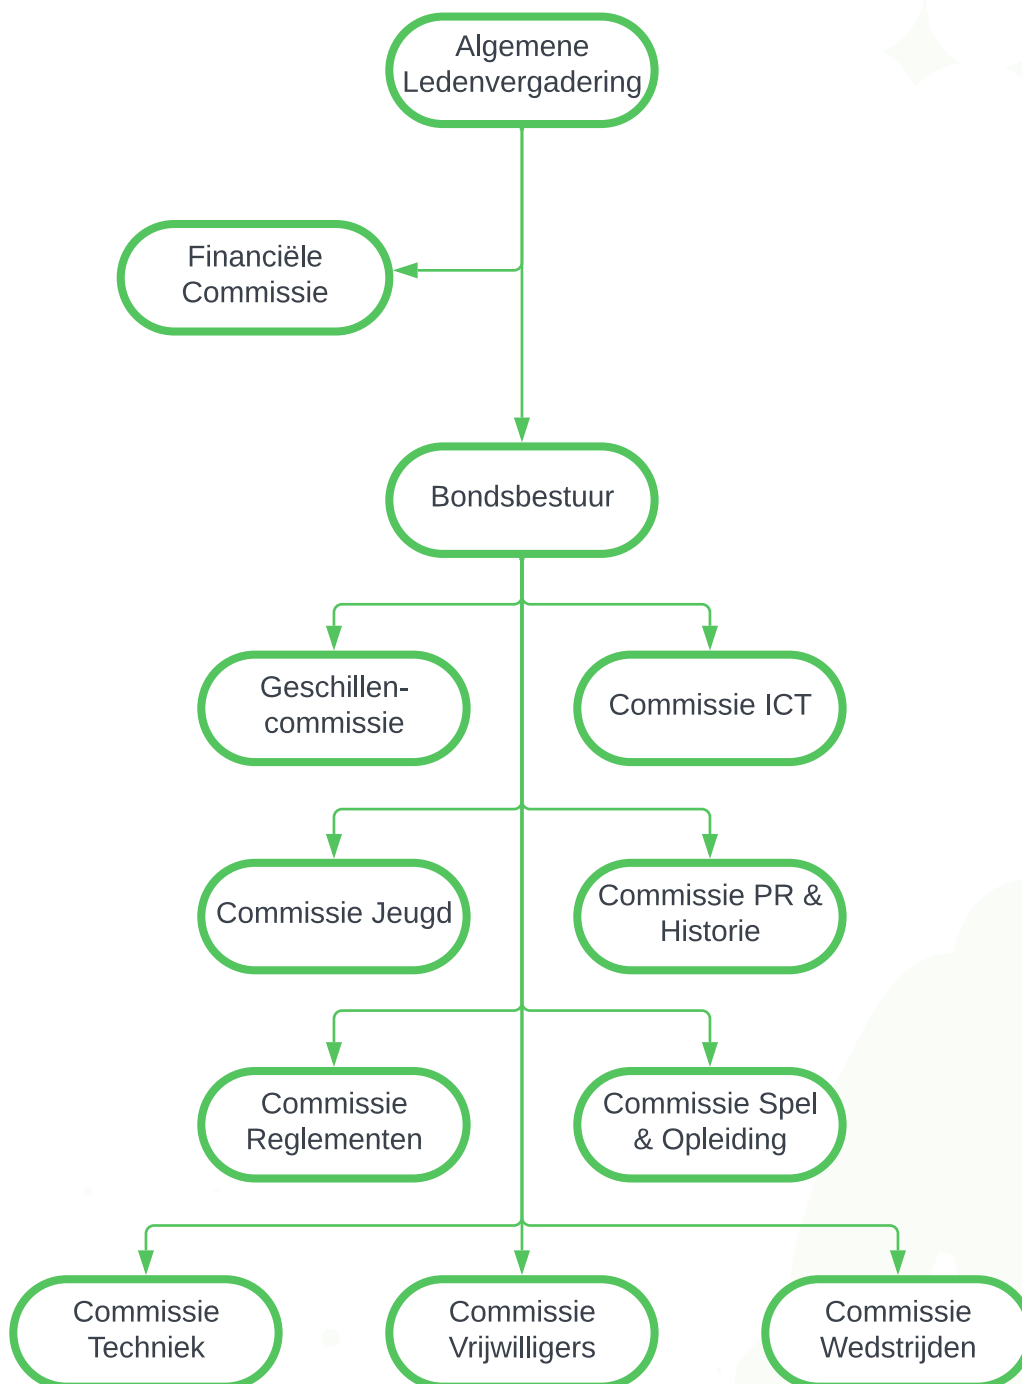 Algemene
Ledenvergadering
Financiële
Commissie
Bondsbestuur
Geschillen-
commissie
Commissie ICT
Commissie Jeugd
Commissie PR &
Historie
Commissie
Reglementen
Commissie Spel
& Opleiding
Commissie
Techniek
Commissie
Vrijwilligers
Commissie
Wedstrijden